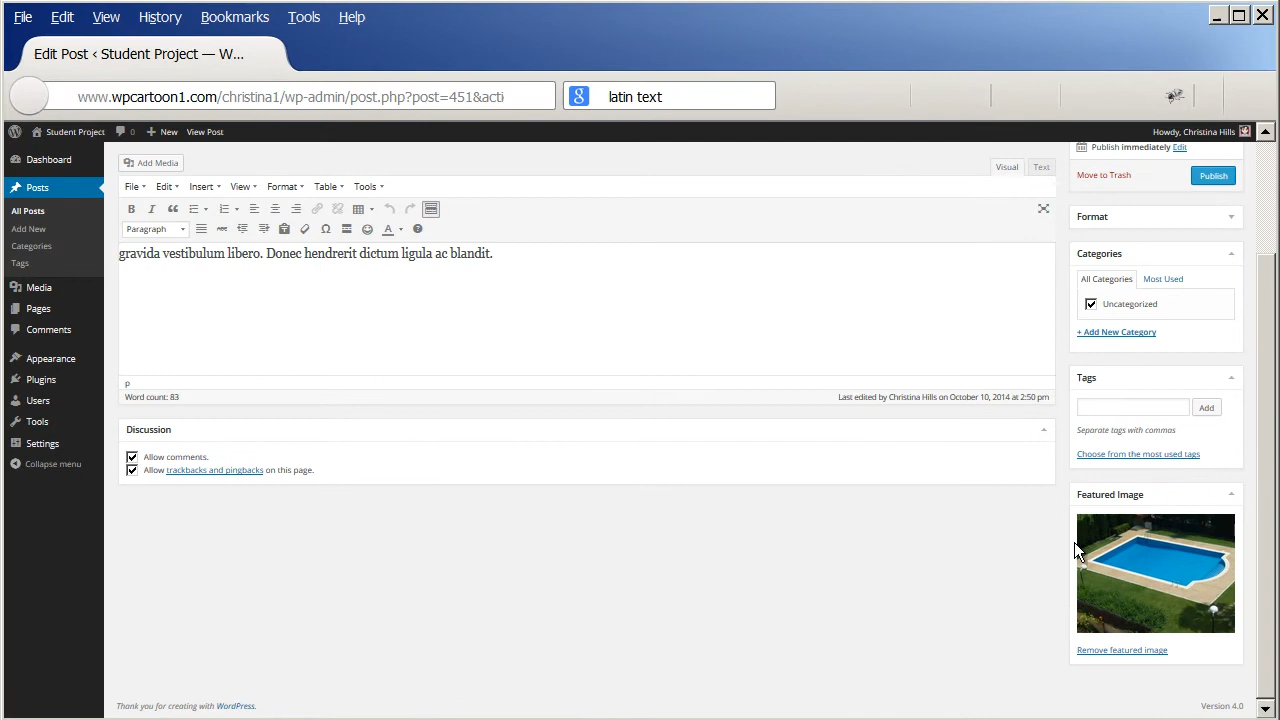 File Edit View History Bookmarks Tools Help
Edit Post ‹ Student Project — W...
www.wpcartoon1.com/christina1/wp-admin/post.php?post=451&acti
latin text
Student Project 0 New View Post Howdy, Christina Hills
Dashboard
Posts
All Posts
Add New
Categories
Tags
Media
Pages
Comments
Appearance
Plugins
Users
Tools
Settings
Collapse menu
Add Media
Visual Text
File Edit Insert View Format Table Tools
Paragraph
gravida vestibulum libero. Donec hendrerit dictum ligula ac blandit.
p
Word count: 83
Last edited by Christina Hills on October 10, 2014 at 2:50 pm
Discussion
Allow comments.
Allow trackbacks and pingbacks on this page.
Publish immediately Edit
Move to Trash Publish
Format
Categories
All Categories Most Used
Uncategorized
+ Add New Category
Tags
Add
Separate tags with commas
Choose from the most used tags
Featured Image
Remove featured image
Thank you for creating with WordPress.
Version 4.0